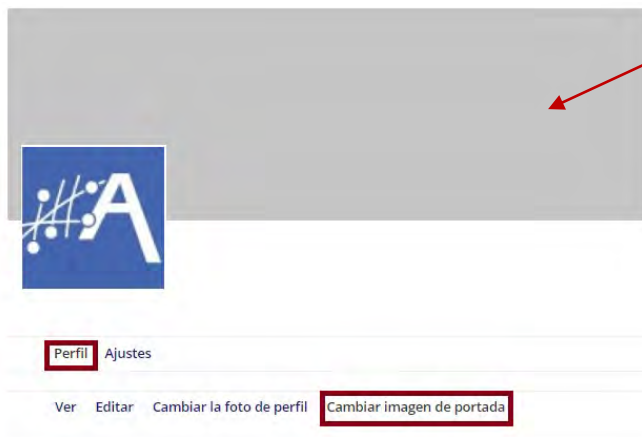 A
Perfil Ajustes
Ver Editar Cambiar la foto de perfil Cambiar imagen de portada